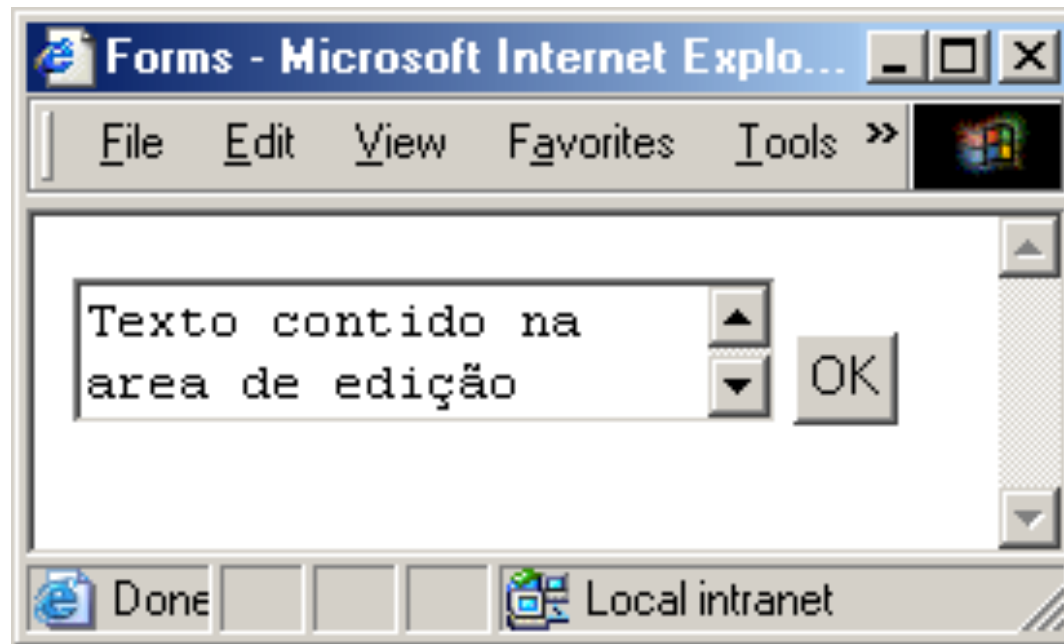 Forms - Microsoft Internet Explo...
File Edit View Favorites Tools »
Texto contido na
area de edição
OK
Done Local intranet